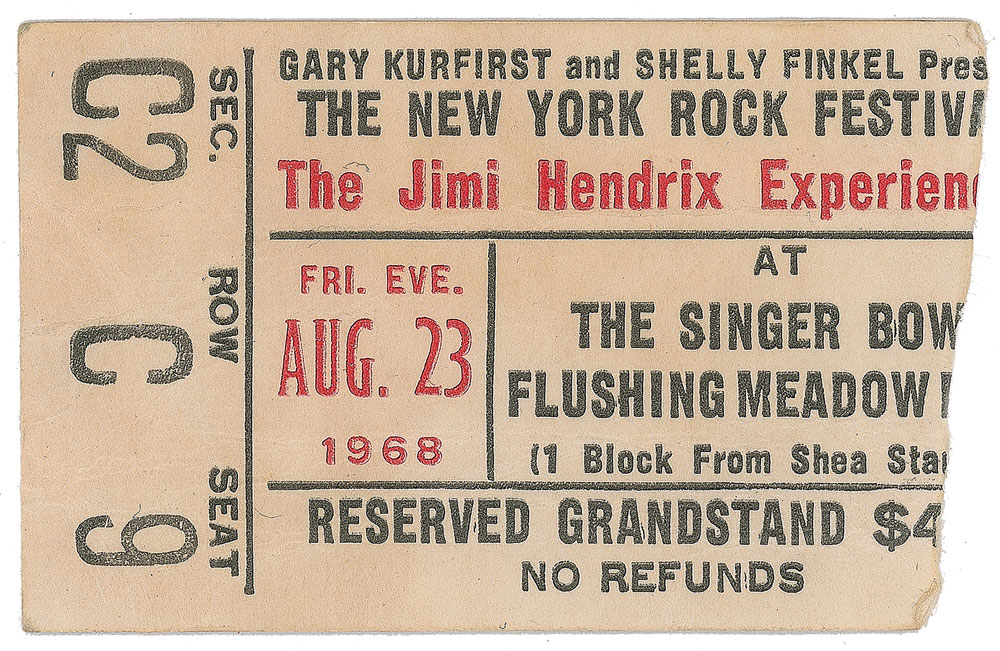 SEC. C2
ROW C
SEAT 9
GARY KURFIRST and SHELLY FINKEL Pres
THE NEW YORK ROCK FESTIVA
The Jimi Hendrix Experienc
FRI. EVE.
AUG. 23
1968
AT
THE SINGER BOW
FLUSHING MEADOW
(1 Block From Shea Sta
RESERVED GRANDSTAND $4
NO REFUNDS